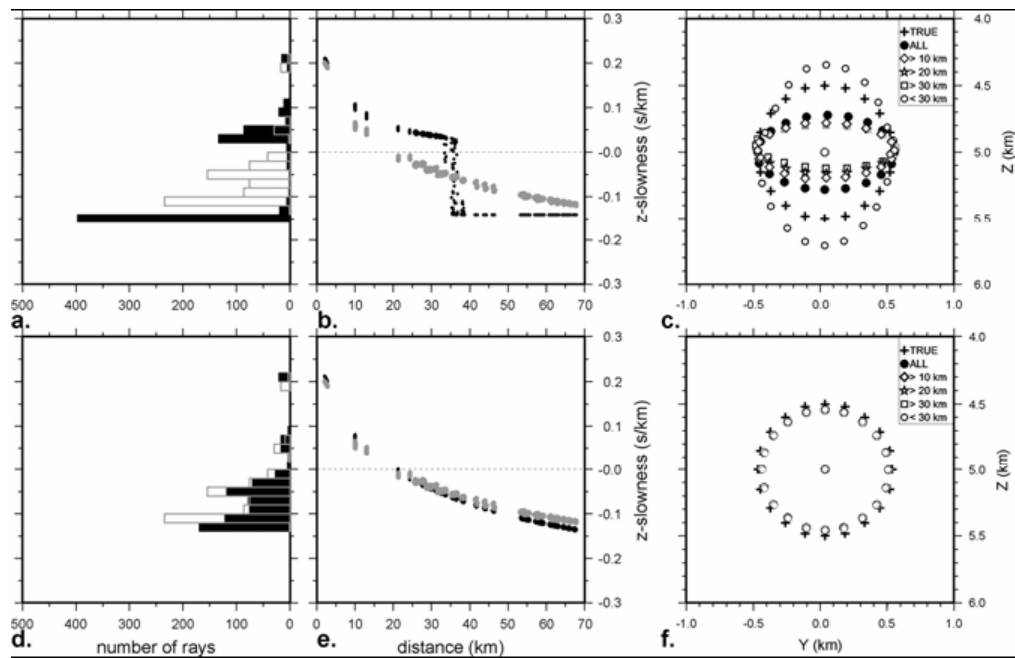 0.3
0.2
0.1
-0.0
-0.1
-0.2
-0.3
z-slowness (s/km)
500 400 300 200 100 0
a.
0 10 20 30 40 50 60 70
b.
TRUE
ALL
> 10 km
> 20 km
> 30 km
< 30 km
4.0
4.5
5.0
5.5
6.0
Z (km)
-1.0 -0.5 0.0 0.5 1.0
c.
0.3
0.2
0.1
-0.0
-0.1
-0.2
-0.3
z-slowness (s/km)
500 400 300 200 100 0
d.
number of rays
0 10 20 30 40 50 60 70
e.
distance (km)
TRUE
ALL
> 10 km
> 20 km
> 30 km
< 30 km
4.0
4.5
5.0
5.5
6.0
Z (km)
-1.0 -0.5 0.0 0.5 1.0
f.
Y (km)